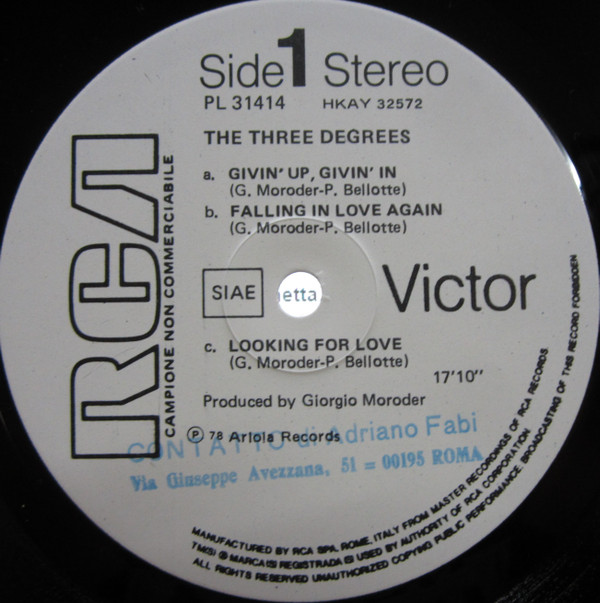 Side 1 Stereo
PL 31414 HKAY 32572
THE THREE DEGREES
a. GIVIN' UP, GIVIN' IN
(G. Moroder-P. Bellotte)
b. FALLING IN LOVE AGAIN
(G. Moroder-P. Bellotte)
RCA
CAMPIONE NON COMMERCIABILE
SIAE
etta
Victor
c. LOOKING FOR LOVE
(G. Moroder-P. Bellotte)
17'10"
Produced by Giorgio Moroder
℗ 78 Ariola Records
CONTATTO di Adriano Fabi
Via Giuseppe Avezzana, 51 = 00195 ROMA
MANUFACTURED BY RCA SPA, ROME, ITALY FROM MASTER RECORDINGS OF RCA RECORDS
TM(S) ® MARCA(S) REGISTRADA(S) USED BY AUTHORITY OF RCA CORPORATION
ALL RIGHTS RESERVED UNAUTHORIZED COPYING PUBLIC PERFORMANCE BROADCASTING OF THIS RECORD FORBIDDEN